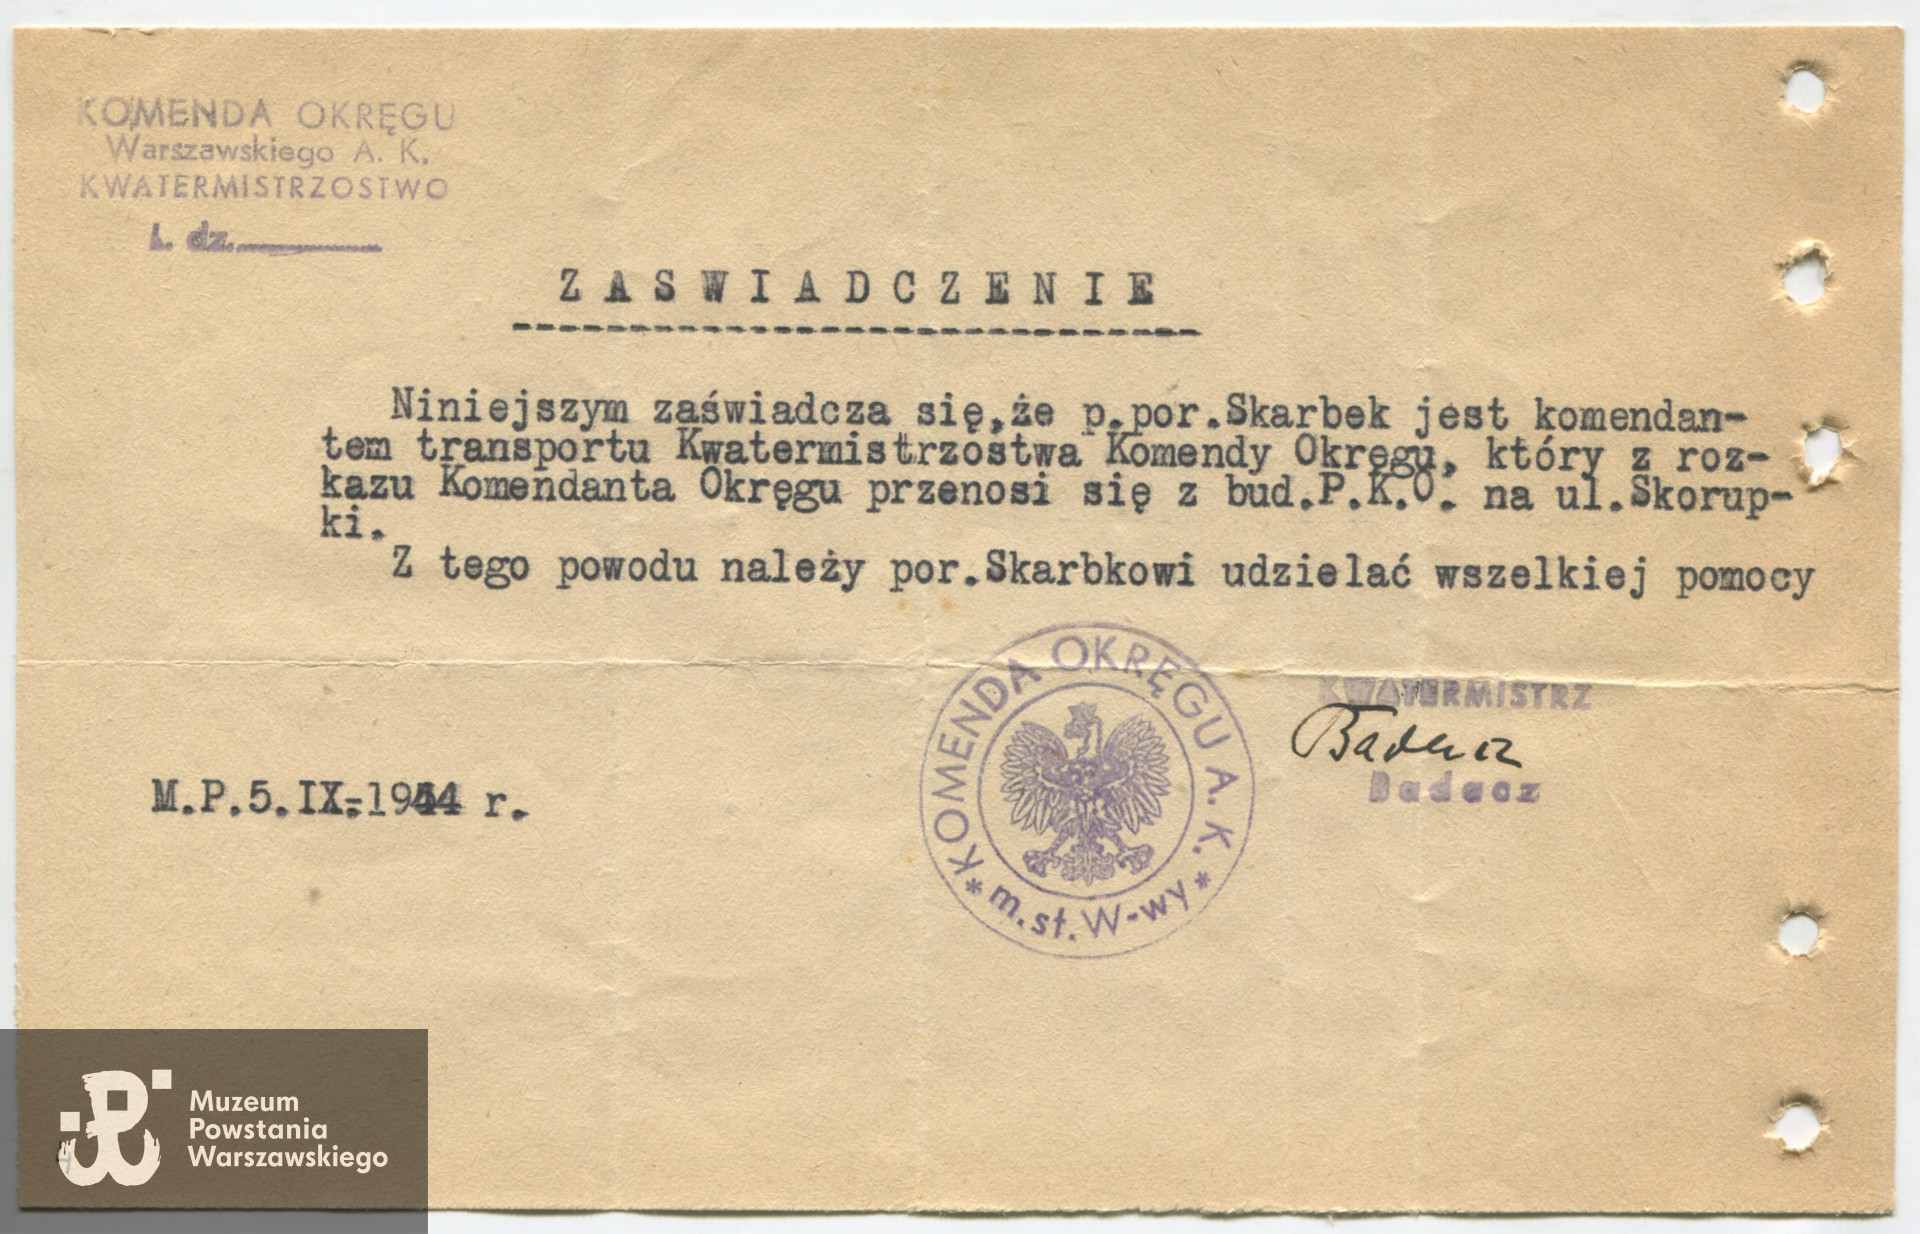 KOMENDA OKRĘGU
Warszawskiego A. K.
KWATERMISTRZOSTWO
L. dz.
ZASWIADCZENIE
Niniejszym zaświadcza się,że p.por.Skarbek jest komendan-
tem transportu Kwatermistrzostwa Komendy Okręgu, który z roz-
kazu Komendanta Okręgu przenosi się z bud.P.K.O. na ul.Skorup-
ki.
Z tego powodu należy por.Skarbkowi udzielać wszelkiej pomocy
KOMENDA OKRĘGU A. K.
* m.st. W-wy *
KWATERMISTRZ
Badacz
Badacz
M.P.5.IX.-1944 r.
Muzeum
Powstania
Warszawskiego